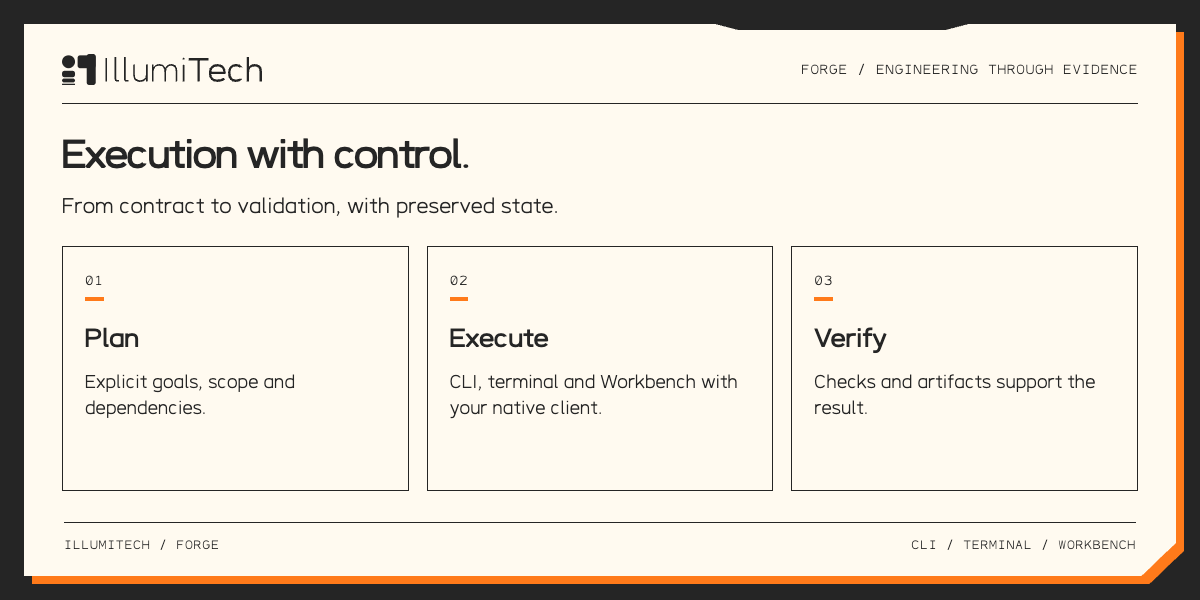 IllumiTech
FORGE / ENGINEERING THROUGH EVIDENCE
Execution with control.
From contract to validation, with preserved state.
01
Plan
Explicit goals, scope and
dependencies.
02
Execute
CLI, terminal and Workbench with
your native client.
03
Verify
Checks and artifacts support the
result.
ILLUMITECH / FORGE
CLI / TERMINAL / WORKBENCH